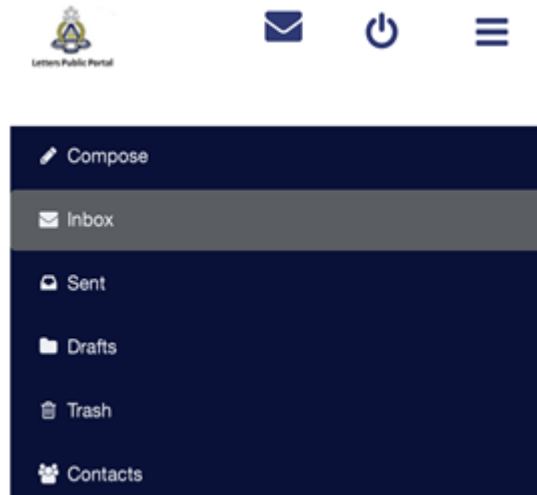 Letters Public Portal
Compose
Inbox
Sent
Drafts
Trash
Contacts